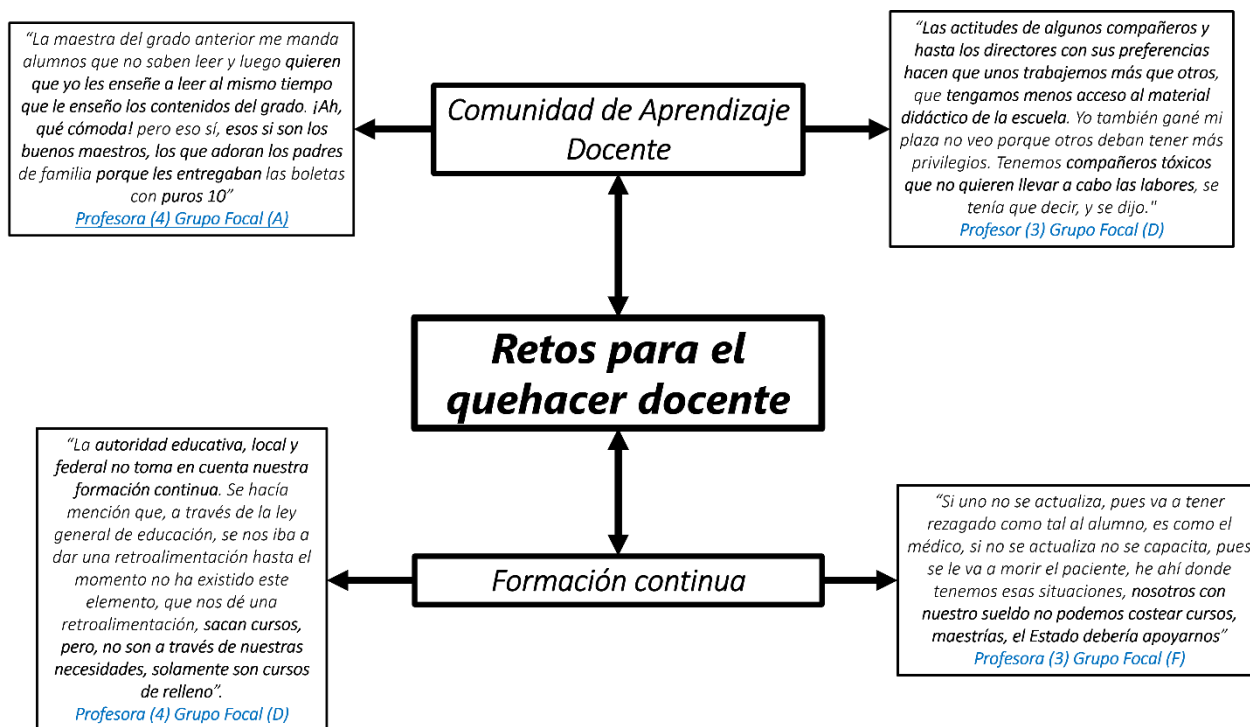 “La maestra del grado anterior me manda
alumnos que no saben leer y luego quieren
que yo les enseñe a leer al mismo tiempo
que le enseño los contenidos del grado. ¡Ah,
qué cómoda! pero eso sí, esos si son los
buenos maestros, los que adoran los padres
de familia porque les entregaban las boletas
con puros 10”
Profesora (4) Grupo Focal (A)
Comunidad de Aprendizaje
Docente
“Las actitudes de algunos compañeros y
hasta los directores con sus preferencias
hacen que unos trabajemos más que otros,
que tengamos menos acceso al material
didáctico de la escuela. Yo también gané mi
plaza no veo porque otros deban tener más
privilegios. Tenemos compañeros tóxicos
que no quieren llevar a cabo las labores, se
tenía que decir, y se dijo."
Profesor (3) Grupo Focal (D)
Retos para el
quehacer docente
“La autoridad educativa, local y
federal no toma en cuenta nuestra
formación continua. Se hacía
mención que, a través de la ley
general de educación, se nos iba a
dar una retroalimentación hasta el
momento no ha existido este
elemento, que nos dé una
retroalimentación, sacan cursos,
pero, no son a través de nuestras
necesidades, solamente son cursos
de relleno”.
Profesora (4) Grupo Focal (D)
Formación continua
“Si uno no se actualiza, pues va a tener
rezagado como tal al alumno, es como el
médico, si no se actualiza no se capacita, pues
se le va a morir el paciente, he ahí donde
tenemos esas situaciones, nosotros con
nuestro sueldo no podemos costear cursos,
maestrías, el Estado debería apoyarnos”
Profesora (3) Grupo Focal (F)